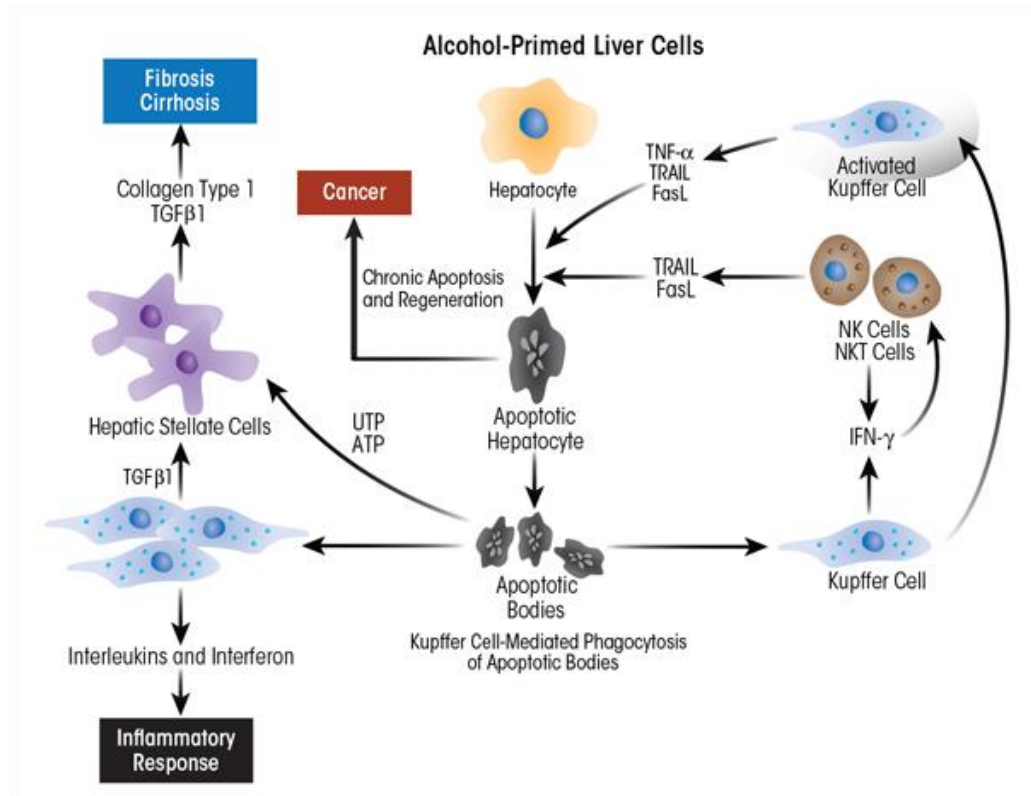 Alcohol-Primed Liver Cells
Fibrosis
Cirrhosis
Collagen Type 1
TGFβ1
Hepatic Stellate Cells
TGFβ1
Interleukins and Interferon
Inflammatory
Response
Cancer
Chronic Apoptosis
and Regeneration
UTP
ATP
Hepatocyte
Apoptotic
Hepatocyte
Apoptotic
Bodies
Kupffer Cell-Mediated Phagocytosis
of Apoptotic Bodies
TNF-α
TRAIL
FasL
TRAIL
FasL
Activated
Kupffer Cell
NK Cells
NKT Cells
IFN-γ
Kupffer Cell